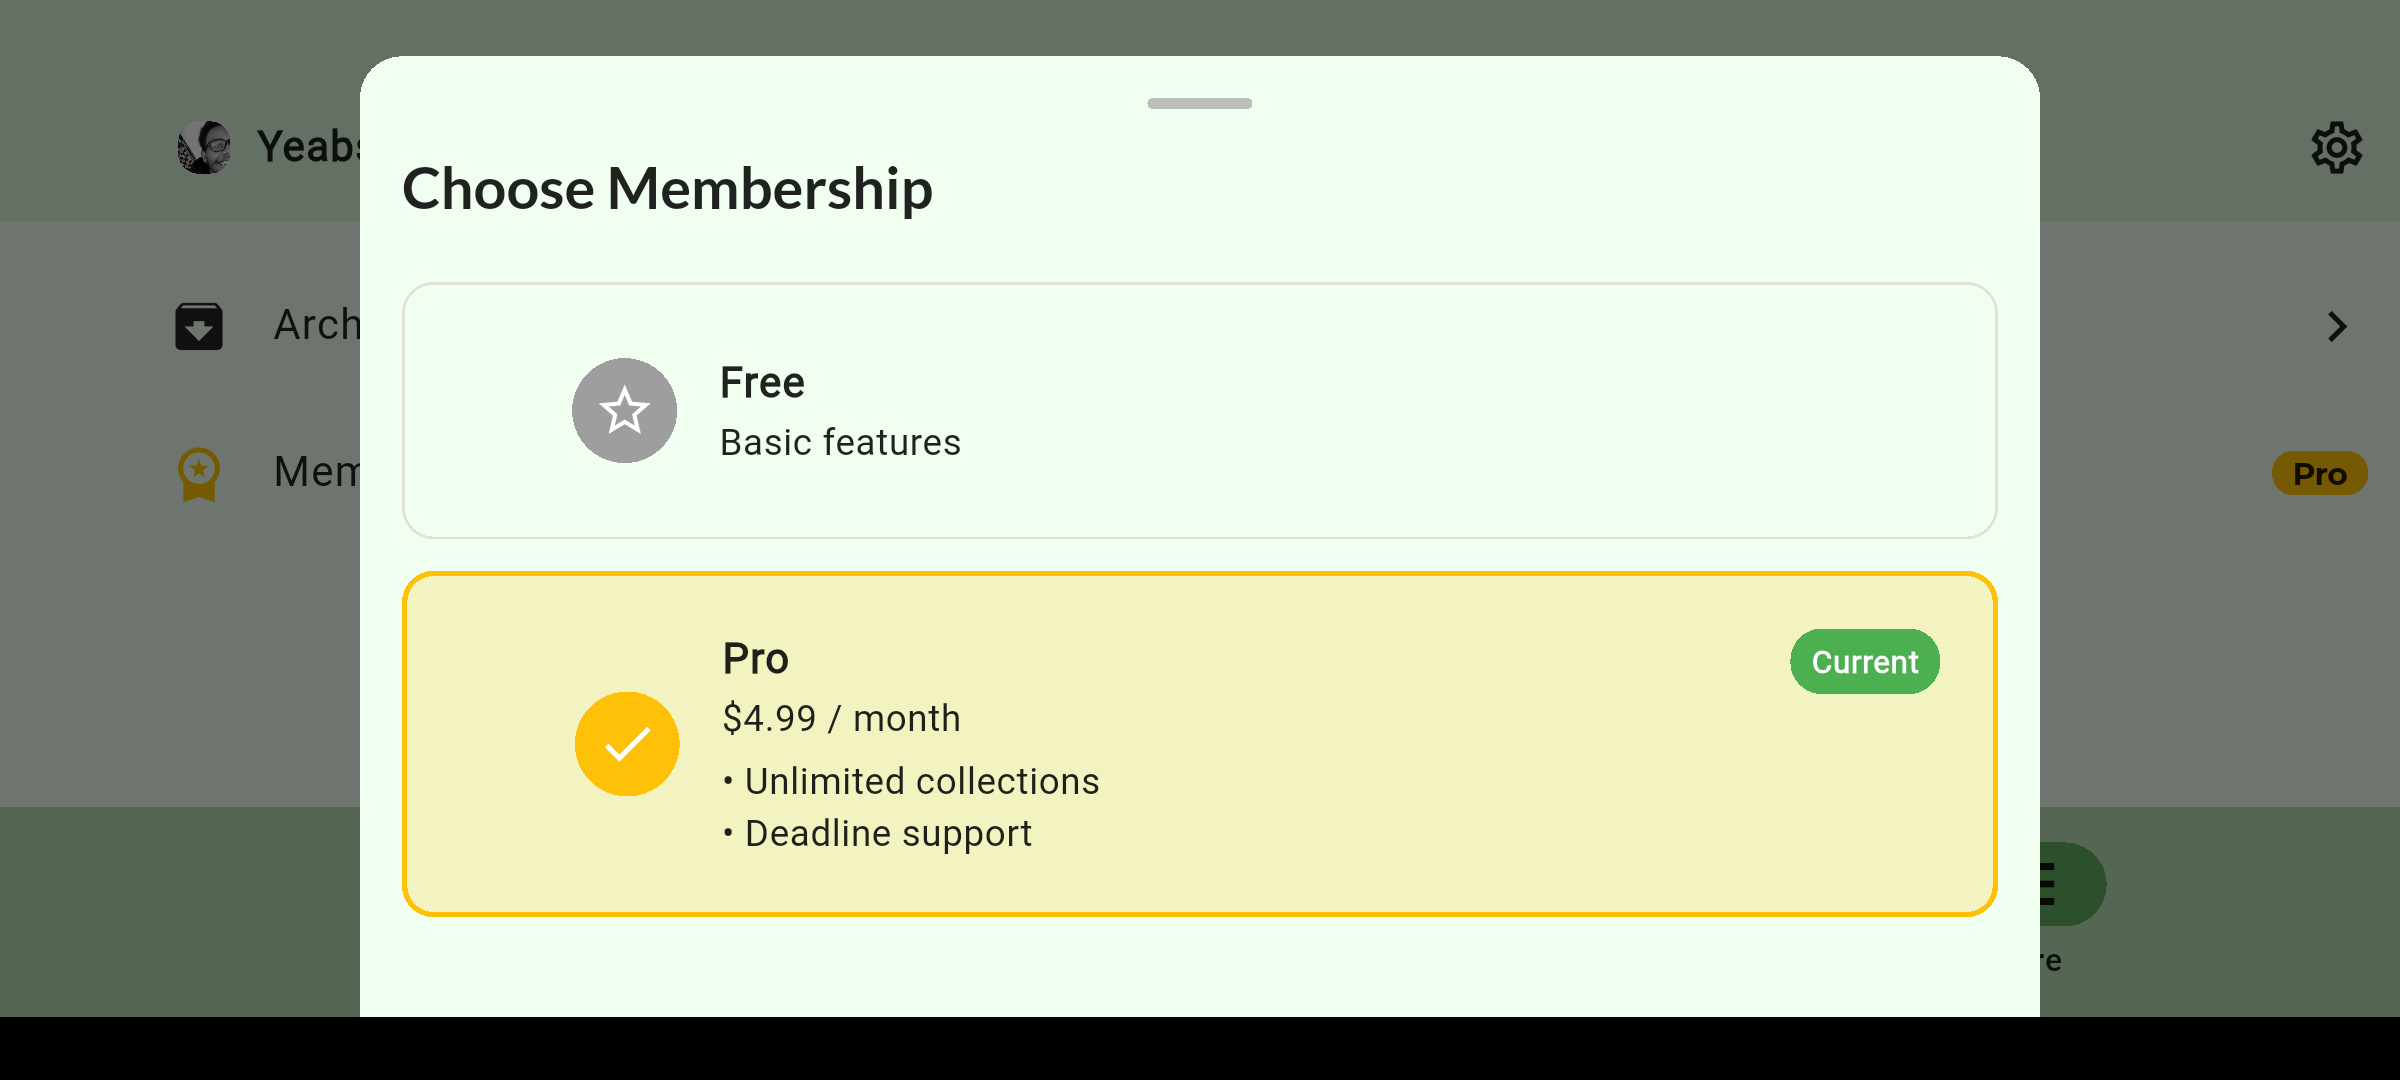 Yeabs
Choose Membership
Arch
Free
Basic features
Mem
Pro
Pro
Current
$4.99 / month
• Unlimited collections
• Deadline support
re